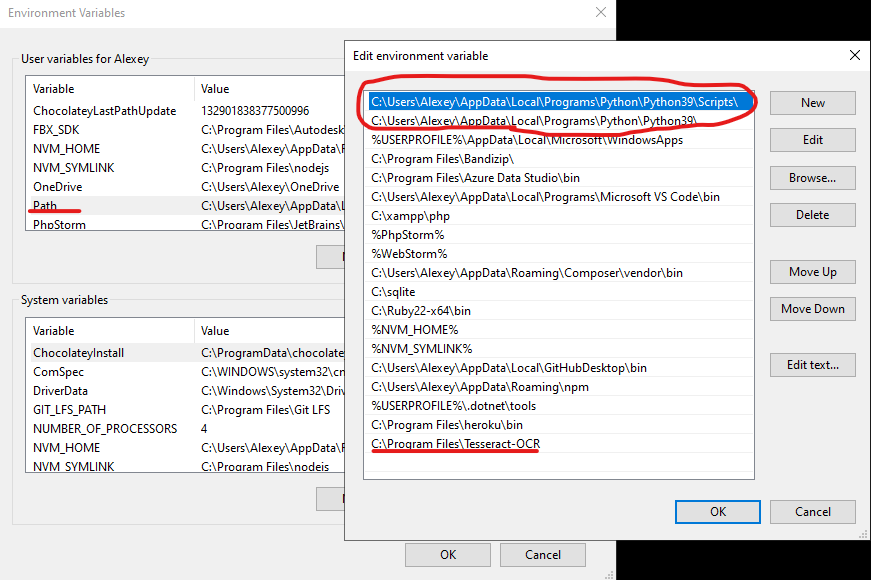 Environment Variables
User variables for Alexey
Variable Value
ChocolateyLastPathUpdate 132901838377500996
FBX_SDK C:\Program Files\Autodesk
NVM_HOME C:\Users\Alexey\AppData\R
NVM_SYMLINK C:\Program Files\nodejs
OneDrive C:\Users\Alexey\OneDrive
Path C:\Users\Alexey\AppData\L
PhpStorm C:\Program Files\JetBrains\
System variables
Variable Value
ChocolateyInstall C:\ProgramData\chocolate
ComSpec C:\WINDOWS\system32\cm
DriverData C:\Windows\System32\Driv
GIT_LFS_PATH C:\Program Files\Git LFS
NUMBER_OF_PROCESSORS 4
NVM_HOME C:\Users\Alexey\AppData\R
NVM_SYMLINK C:\Program Files\nodejs
OK Cancel
Edit environment variable
C:\Users\Alexey\AppData\Local\Programs\Python\Python39\Scripts\
C:\Users\Alexey\AppData\Local\Programs\Python\Python39\
%USERPROFILE%\AppData\Local\Microsoft\WindowsApps
C:\Program Files\Bandizip\
C:\Program Files\Azure Data Studio\bin
C:\Users\Alexey\AppData\Local\Programs\Microsoft VS Code\bin
C:\xampp\php
%PhpStorm%
%WebStorm%
C:\Users\Alexey\AppData\Roaming\Composer\vendor\bin
C:\sqlite
C:\Ruby22-x64\bin
%NVM_HOME%
%NVM_SYMLINK%
C:\Users\Alexey\AppData\Local\GitHubDesktop\bin
C:\Users\Alexey\AppData\Roaming\npm
%USERPROFILE%\.dotnet\tools
C:\Program Files\heroku\bin
C:\Program Files\Tesseract-OCR
New
Edit
Browse...
Delete
Move Up
Move Down
Edit text...
OK Cancel